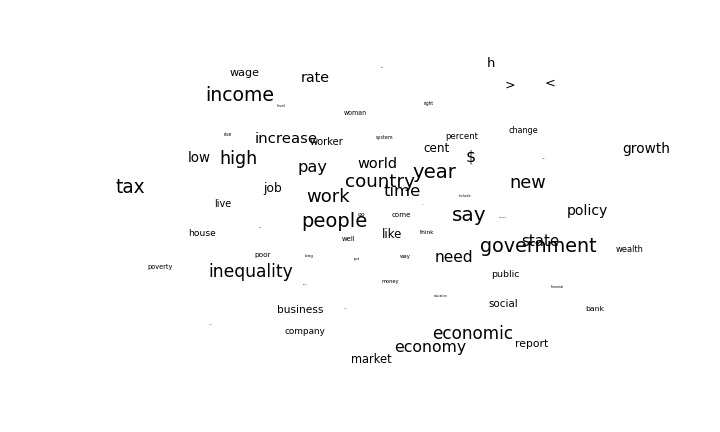 h
wage
rate
> <
income
level
right
woman
change
rise
increase
worker
system
percent
cent
growth
low
high
pay
world
$
tax
job
country
year
new
time
work
include
live
people
go
come
say
policy
house
well
like
think
state
government
wealth
poor
long
way
need
poverty
inequality
money
public
financial
education
business
social
bank
company
economic
market
economy
report